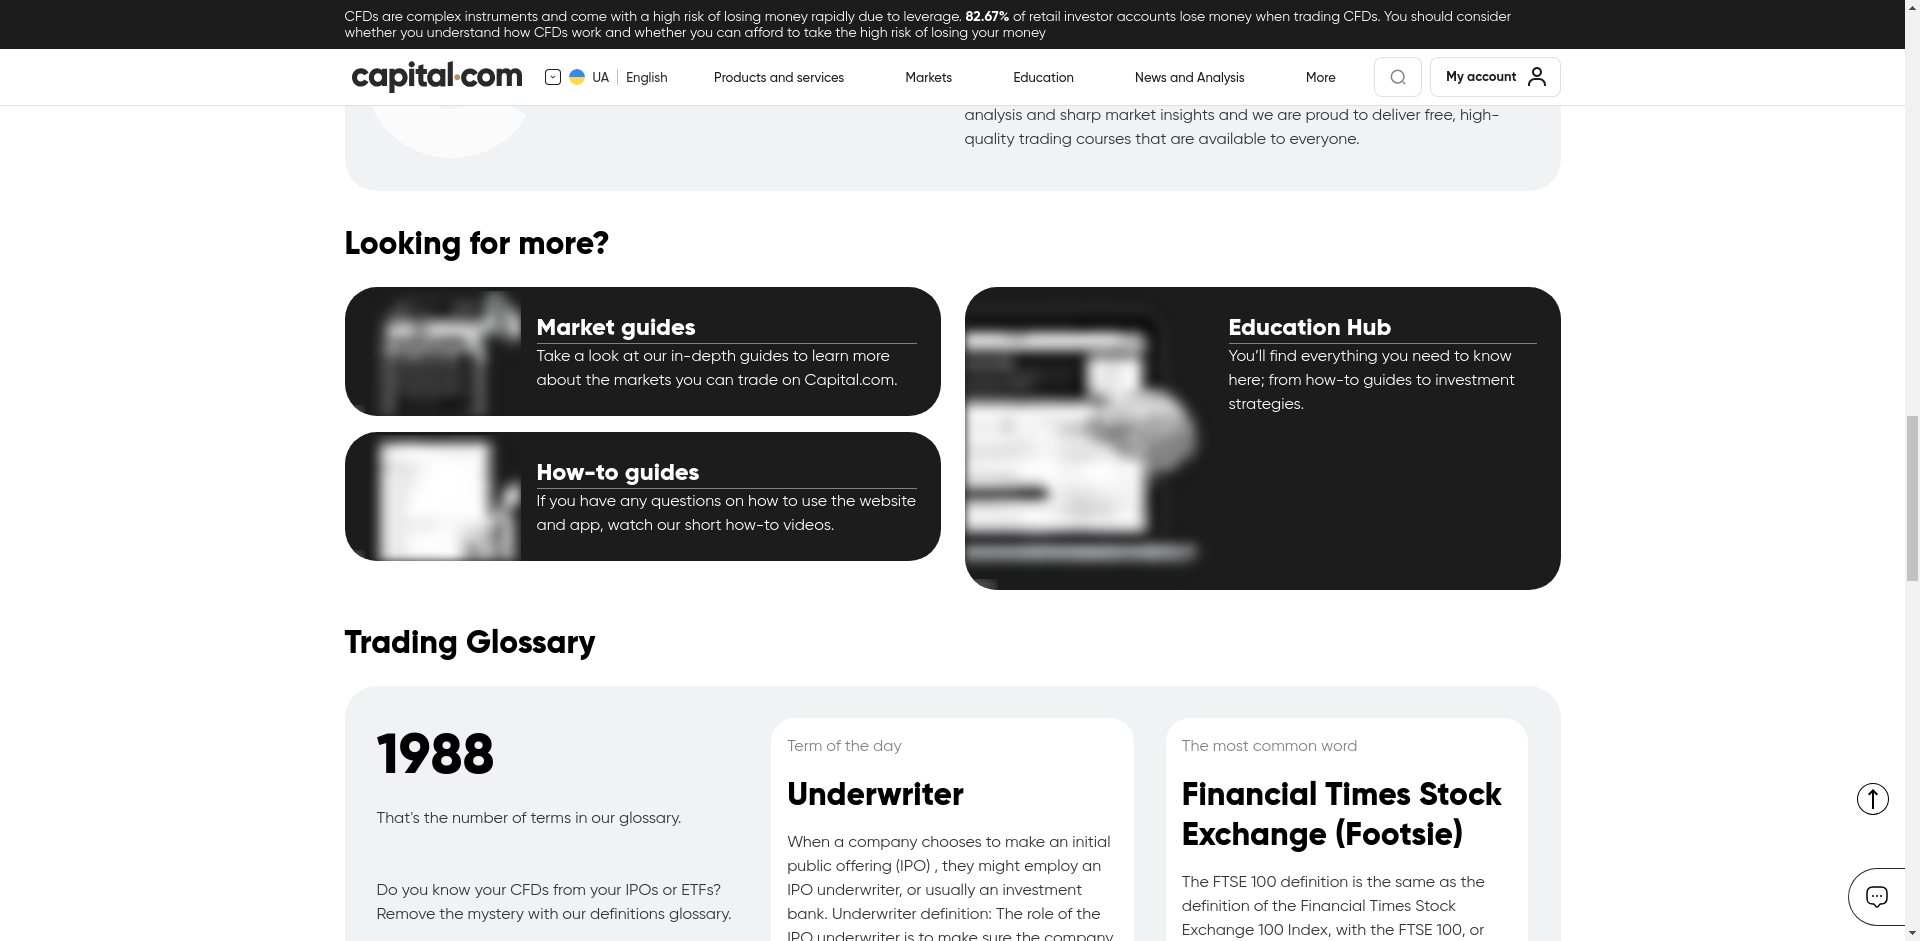 CFDs are complex instruments and come with a high risk of losing money rapidly due to leverage. 82.67% of retail investor accounts lose money when trading CFDs. You should consider
whether you understand how CFDs work and whether you can afford to take the high risk of losing your money
capital.com UA English Products and services Markets Education News and Analysis More My account
analysis and sharp market insights and we are proud to deliver free, high-
quality trading courses that are available to everyone.
Looking for more?
Market guides
Take a look at our in-depth guides to learn more
about the markets you can trade on Capital.com.
How-to guides
If you have any questions on how to use the website
and app, watch our short how-to videos.
Education Hub
You’ll find everything you need to know
here; from how-to guides to investment
strategies.
Trading Glossary
1988
That's the number of terms in our glossary.
Do you know your CFDs from your IPOs or ETFs?
Remove the mystery with our definitions glossary.
Term of the day
Underwriter
When a company chooses to make an initial
public offering (IPO) , they might employ an
IPO underwriter, or usually an investment
bank. Underwriter definition: The role of the
IPO underwriter is to make sure the company
The most common word
Financial Times Stock
Exchange (Footsie)
The FTSE 100 definition is the same as the
definition of the Financial Times Stock
Exchange 100 Index, with the FTSE 100, or